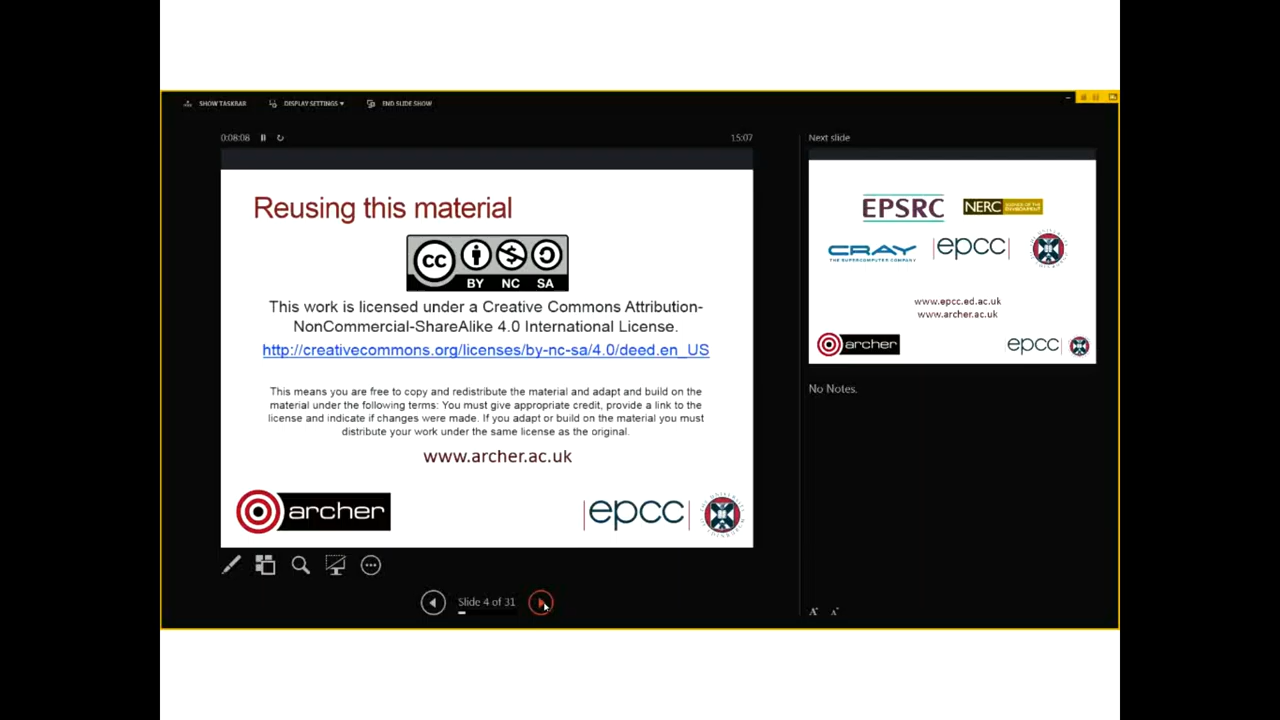 SHOW TASKBAR
DISPLAY SETTINGS
END SLIDE SHOW
0:08:08
15:07
Reusing this material
cc
BY NC SA
This work is licensed under a Creative Commons Attribution-
NonCommercial-ShareAlike 4.0 International License.
http://creativecommons.org/licenses/by-nc-sa/4.0/deed.en_US
This means you are free to copy and redistribute the material and adapt and build on the
material under the following terms: You must give appropriate credit, provide a link to the
license and indicate if changes were made. If you adapt or build on the material you must
distribute your work under the same license as the original.
www.archer.ac.uk
archer
epcc
Slide 4 of 31
Next slide
EPSRC
NERC
CRAY
THE SUPERCOMPUTER COMPANY
epcc
www.epcc.ed.ac.uk
www.archer.ac.uk
archer
epcc
No Notes.
A A